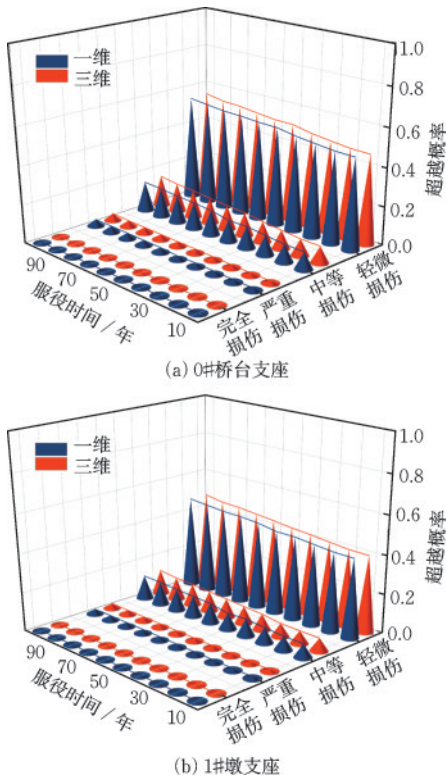 一维
三维
1.0
0.8
0.6
0.4
0.2
0.0
超越概率
90
70
50
30
10
服役时间 / 年
完全
损伤
严重
损伤
中等
损伤
轻微
损伤
(a) 0#桥台支座
一维
三维
1.0
0.8
0.6
0.4
0.2
0.0
超越概率
90
70
50
30
10
服役时间 / 年
完全
损伤
严重
损伤
中等
损伤
轻微
损伤
(b) 1#墩支座